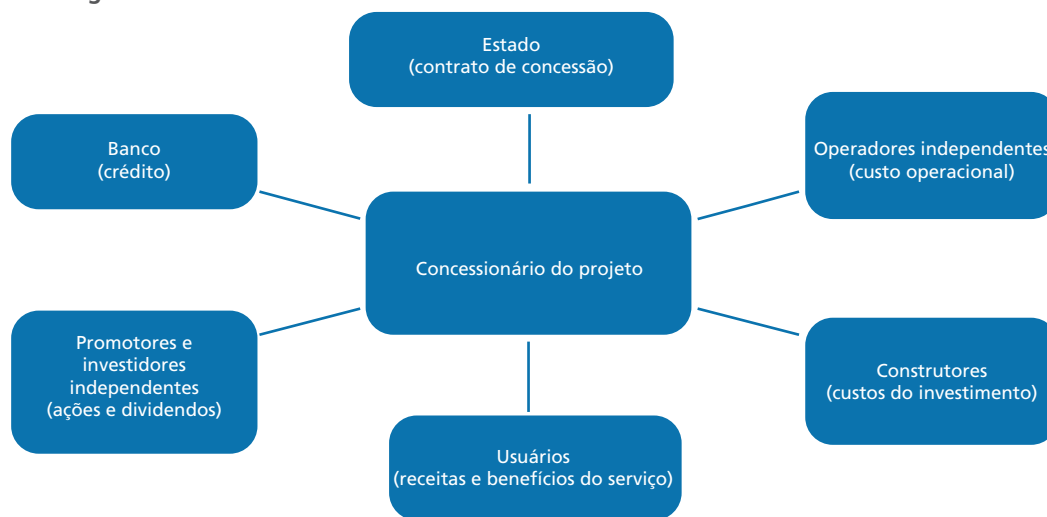 Estado
(contrato de concessão)
Banco
(crédito)
Operadores independentes
(custo operacional)
Concessionário do projeto
Promotores e
investidores
independentes
(ações e dividendos)
Construtores
(custos do investimento)
Usuários
(receitas e benefícios do serviço)